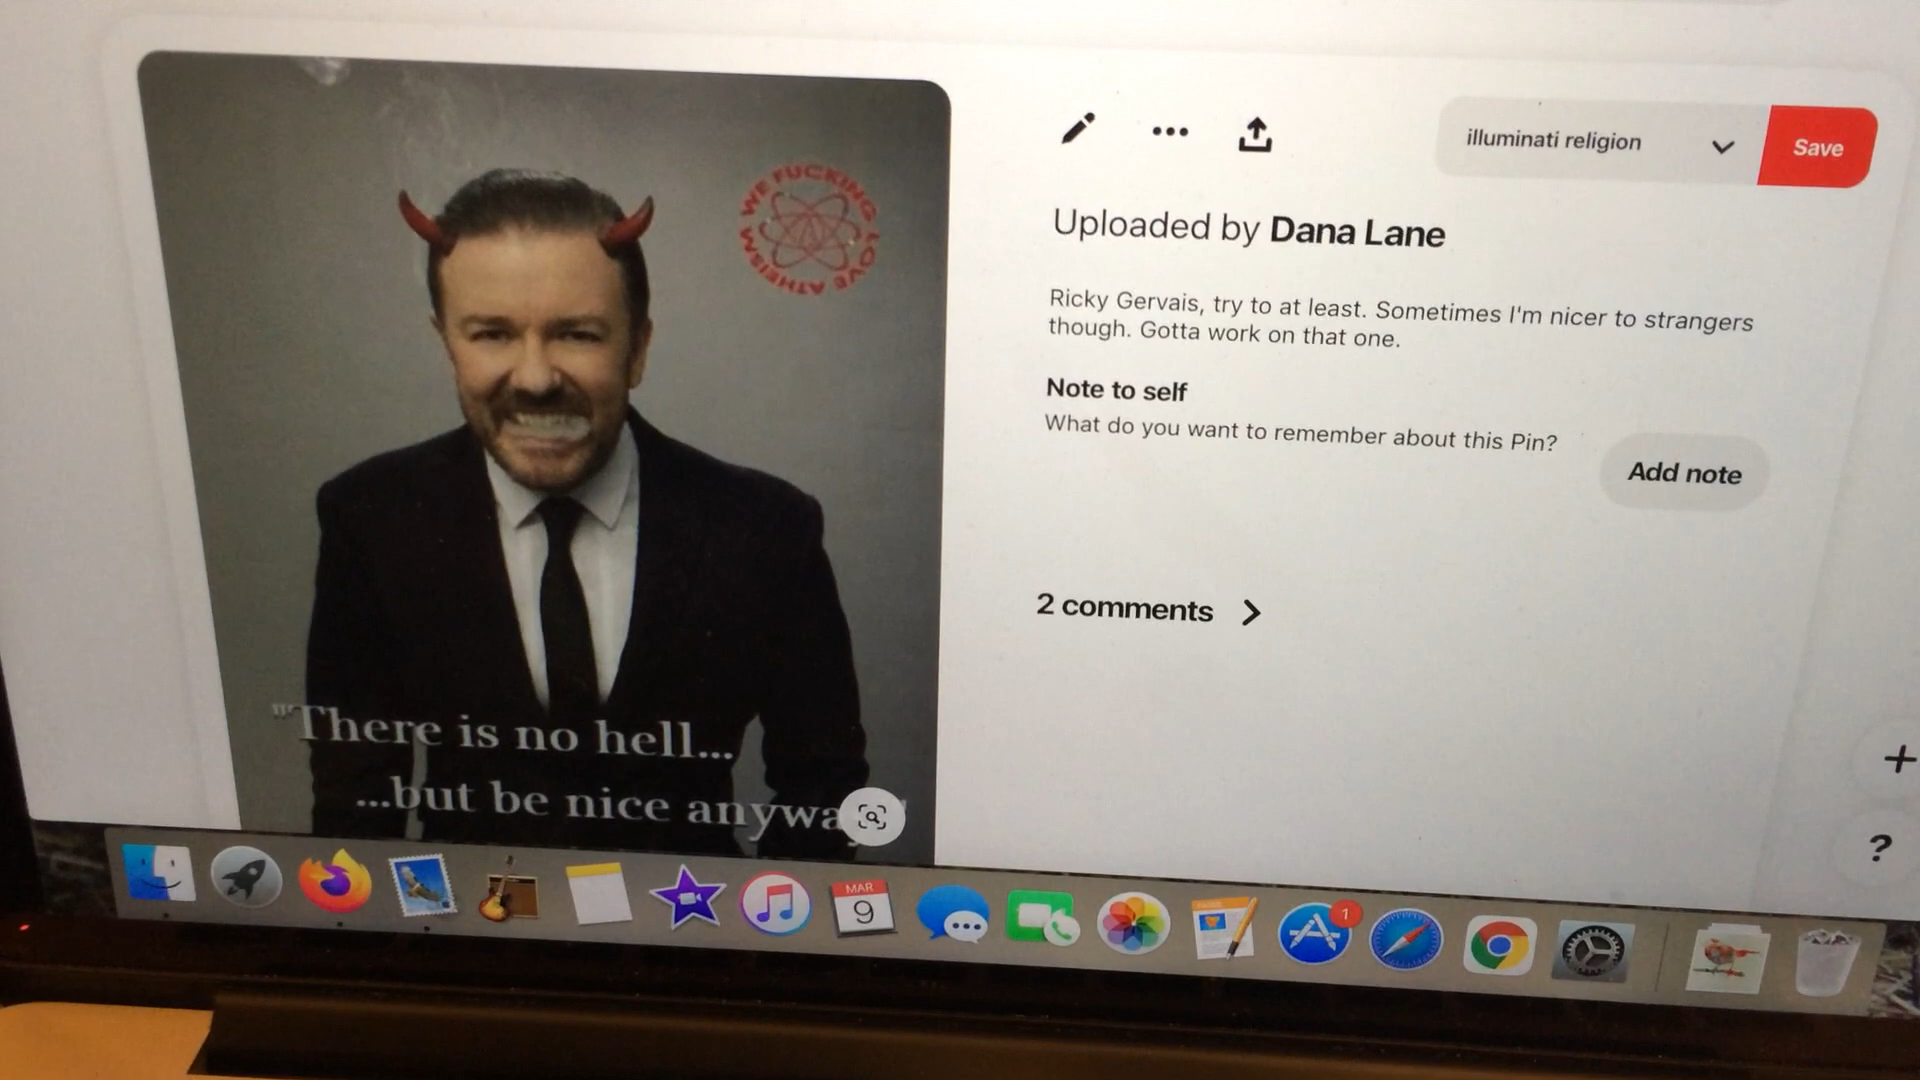 WE FUCKING LOVE ATHEISM
"There is no hell...
...but be nice anywa
illuminati religion
Save
Uploaded by Dana Lane
Ricky Gervais, try to at least. Sometimes I'm nicer to strangers
though. Gotta work on that one.
Note to self
What do you want to remember about this Pin?
Add note
2 comments
+
?
MAR
9
1